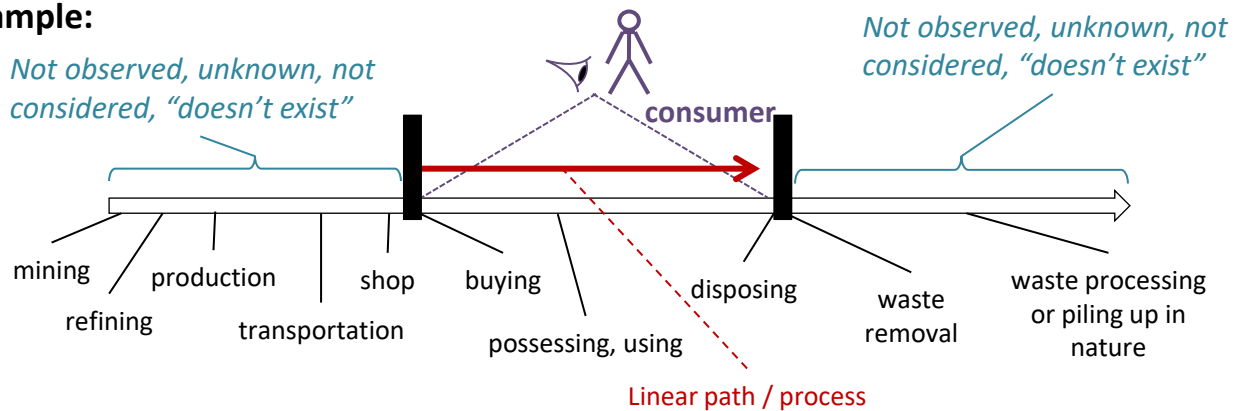 ample:
Not observed, unknown, not
considered, “doesn’t exist”
Not observed, unknown, not
considered, “doesn’t exist”
consumer
mining
refining
production
transportation
shop
buying
possessing, using
disposing
waste
removal
waste processing
or piling up in
nature
Linear path / process